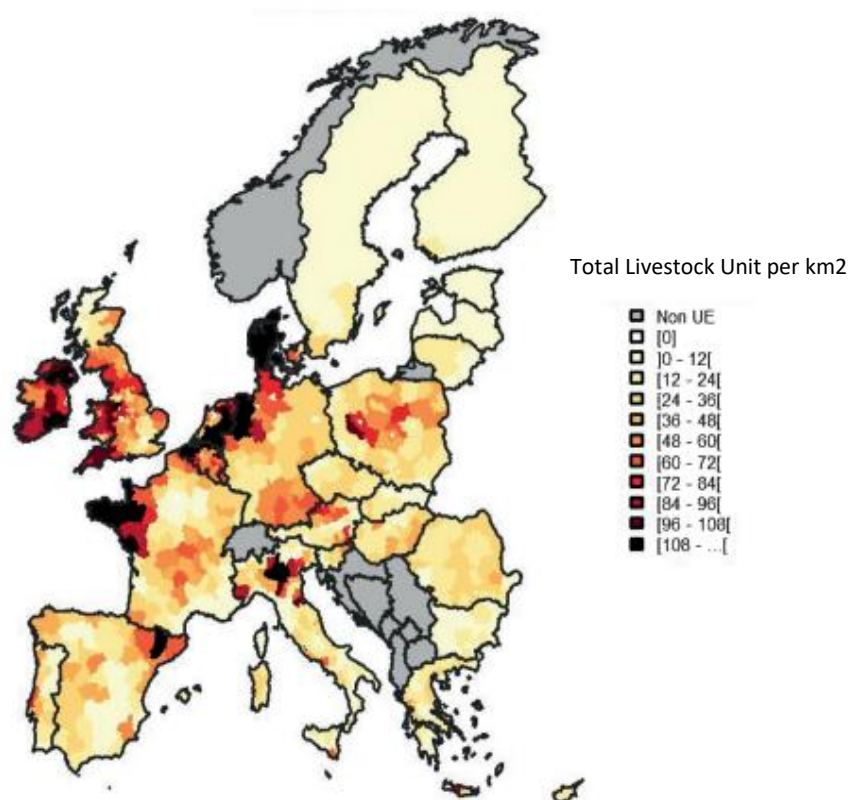 Total Livestock Unit per km2
Non UE
[0]
]0 - 12[
[12 - 24[
[24 - 36[
[36 - 48[
[48 - 60[
[60 - 72[
[72 - 84[
[84 - 96[
[96 - 108[
[108 - ...[